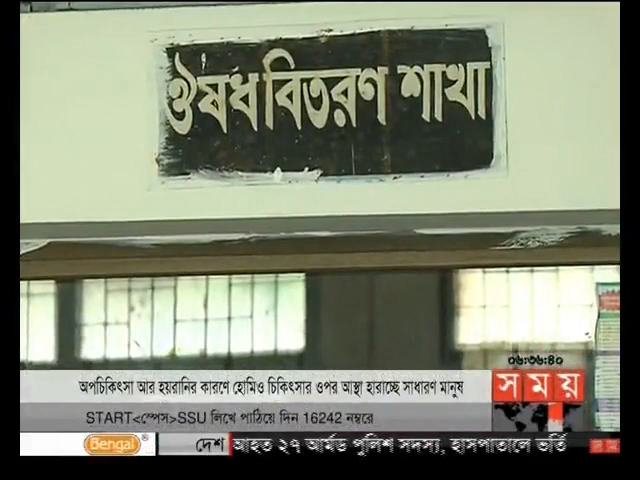 ঔষধ বিতরণ শাখা
০৬:৩৬:৪০
অপচিকিৎসা আর হয়রানির কারণে হোমিও চিকিৎসার ওপর আস্থা হারাচ্ছে সাধারণ মানুষ
সময়
START<স্পেস>SSU লিখে পাঠিয়ে দিন 16242 নম্বরে
Bengal
দেশ
আহত ২৭ আর্মড পুলিশ সদস্য, হাসপাতালে ভর্তি